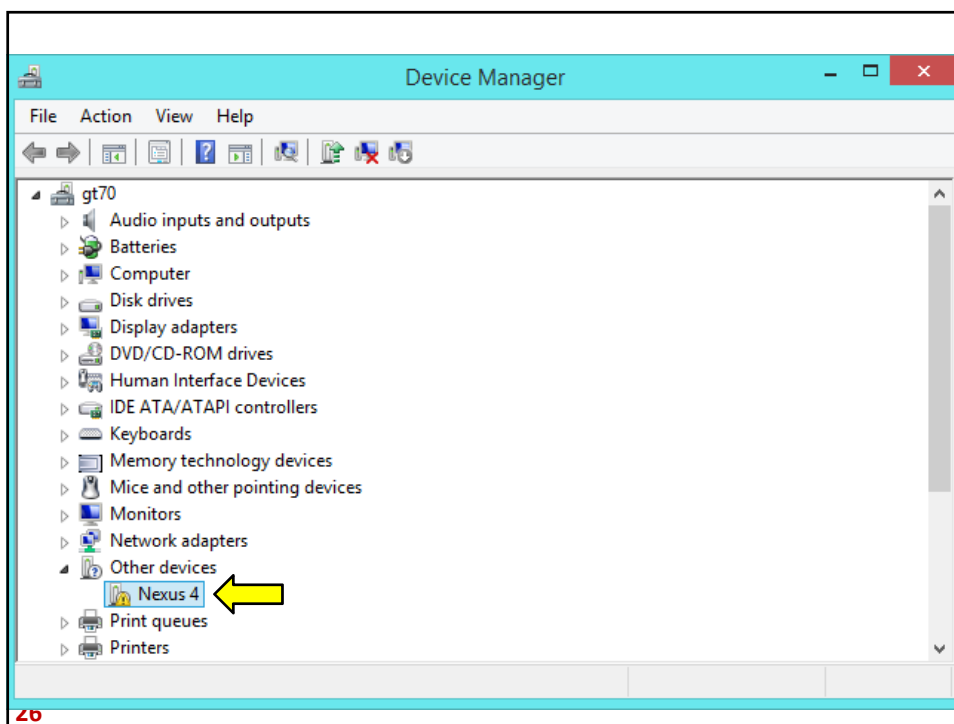 Device Manager
File Action View Help
gt70
Audio inputs and outputs
Batteries
Computer
Disk drives
Display adapters
DVD/CD-ROM drives
Human Interface Devices
IDE ATA/ATAPI controllers
Keyboards
Memory technology devices
Mice and other pointing devices
Monitors
Network adapters
Other devices
Nexus 4
Print queues
Printers
26